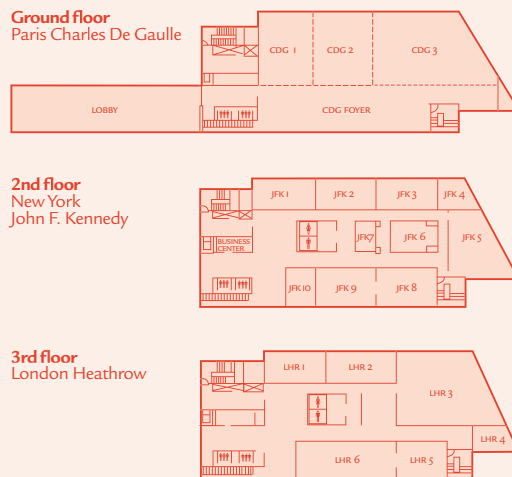 Ground floor
Paris Charles De Gaulle
CDG 1
CDG 2
CDG 3
LOBBY
CDG FOYER
2nd floor
New York
John F. Kennedy
JFK 1
JFK 2
JFK 3
JFK 4
BUSINESS
CENTER
JFK7
JFK 6
JFK 5
JFK 10
JFK 9
JFK 8
3rd floor
London Heathrow
LHR 1
LHR 2
LHR 3
LHR 4
LHR 6
LHR 5